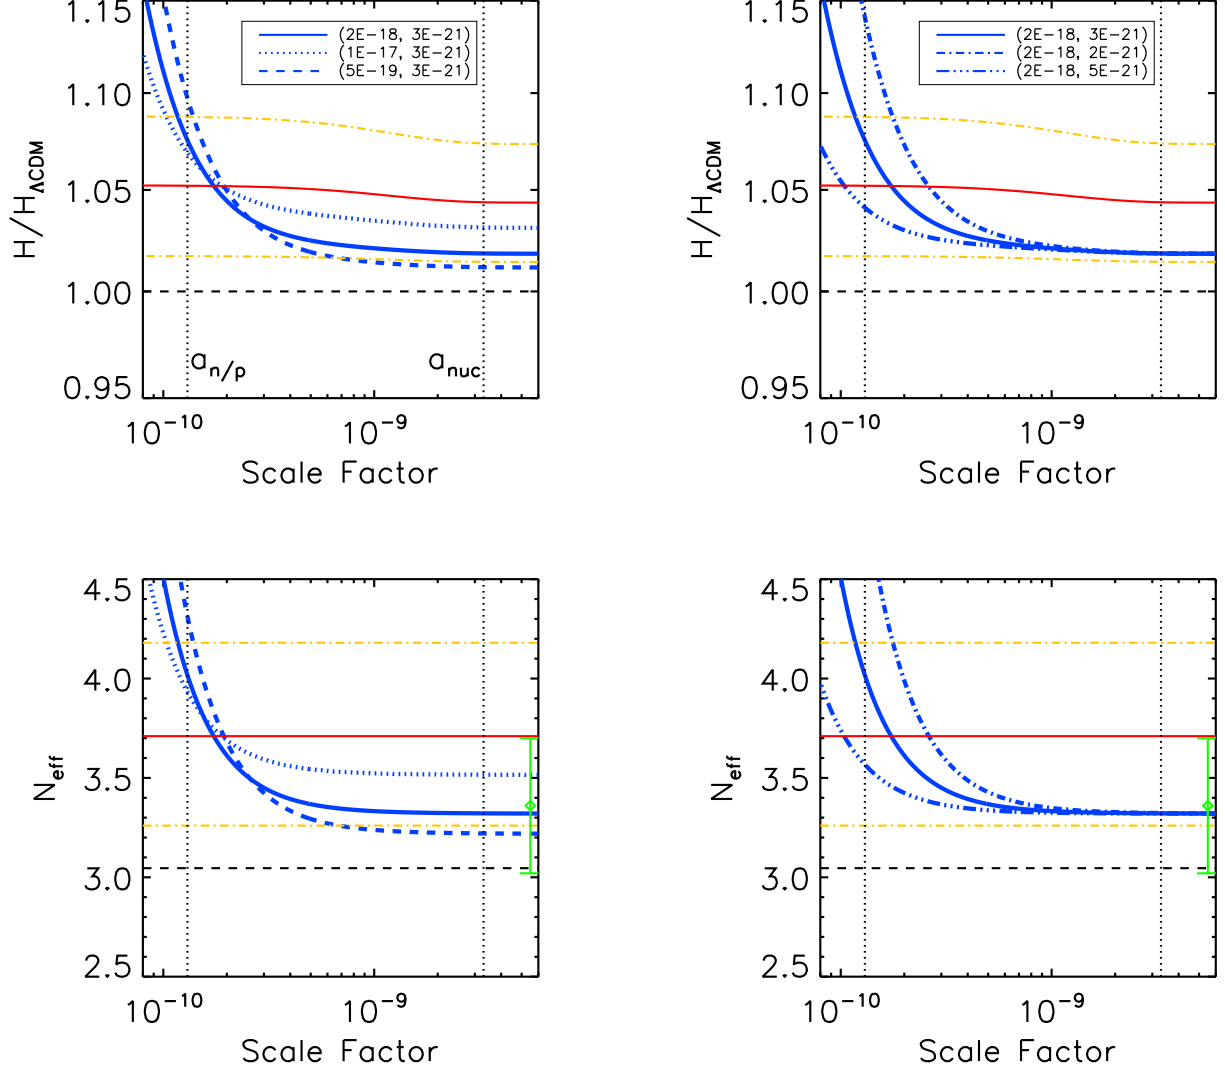 1.15
1.10
1.05
1.00
0.95
H/H_ΛCDM
(2E-18, 3E-21)
(1E-17, 3E-21)
(5E-19, 3E-21)
a_n/p
a_nuc
10^-10
10^-9
Scale Factor
1.15
1.10
1.05
1.00
0.95
H/H_ΛCDM
(2E-18, 3E-21)
(2E-18, 2E-21)
(2E-18, 5E-21)
10^-10
10^-9
Scale Factor
4.5
4.0
3.5
3.0
2.5
N_eff
10^-10
10^-9
Scale Factor
4.5
4.0
3.5
3.0
2.5
N_eff
10^-10
10^-9
Scale Factor